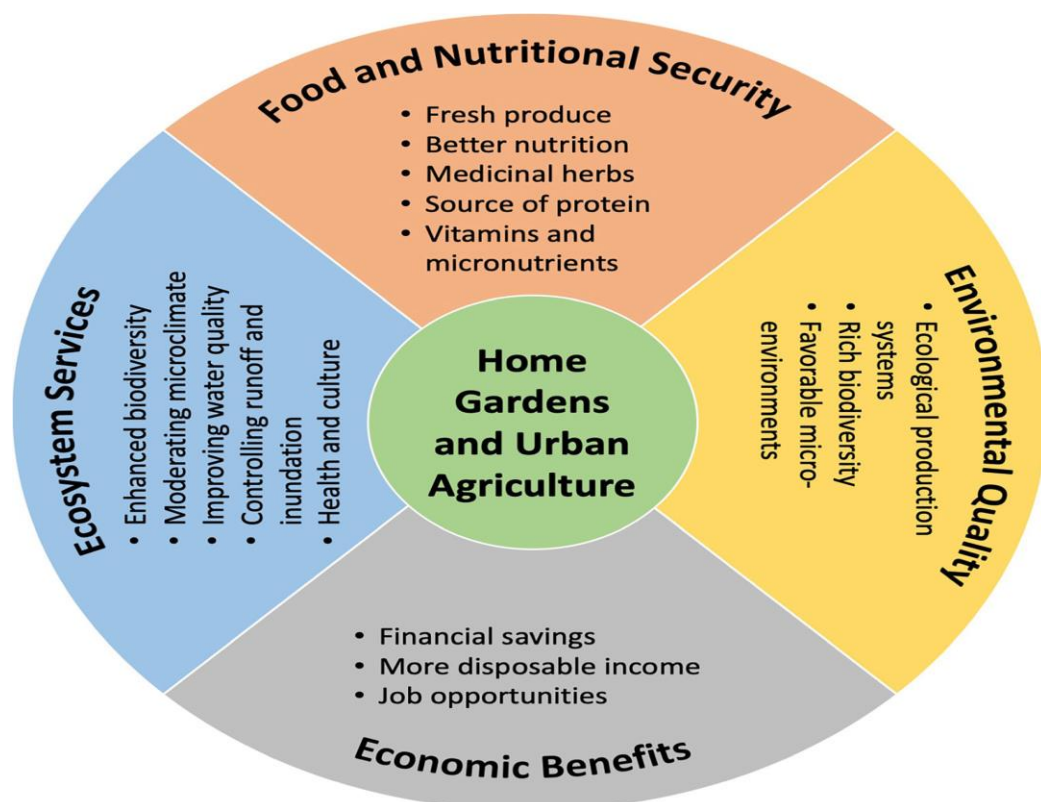 Food and Nutritional Security
• Fresh produce
• Better nutrition
• Medicinal herbs
• Source of protein
• Vitamins and
micronutrients
Environmental Quality
• Ecological production
systems
• Rich biodiversity
• Favorable micro-
environments
Home
Gardens
and Urban
Agriculture
Ecosystem Services
• Enhanced biodiversity
• Moderating microclimate
• Improving water quality
• Controlling runoff and
inundation
• Health and culture
• Financial savings
• More disposable income
• Job opportunities
Economic Benefits